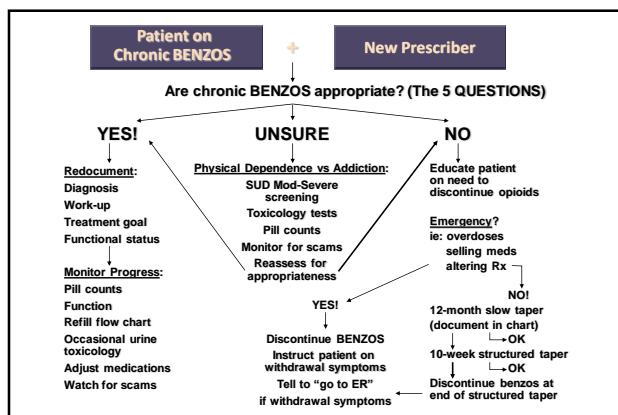 Patient on
Chronic BENZOS
+
New Prescriber
Are chronic BENZOS appropriate? (The 5 QUESTIONS)
YES!
Redocument:
Diagnosis
Work-up
Treatment goal
Functional status
Monitor Progress:
Pill counts
Function
Refill flow chart
Occasional urine
toxicology
Adjust medications
Watch for scams
UNSURE
Physical Dependence vs Addiction:
SUD Mod-Severe
screening
Toxicology tests
Pill counts
Monitor for scams
Reassess for
appropriateness
NO
Educate patient
on need to
discontinue opioids
Emergency?
ie: overdoses
selling meds
altering Rx
YES!
Discontinue BENZOS
Instruct patient on
withdrawal symptoms
Tell to "go to ER"
if withdrawal symptoms
NO!
12-month slow taper
(document in chart)
OK
10-week structured taper
OK
Discontinue benzos at
end of structured taper